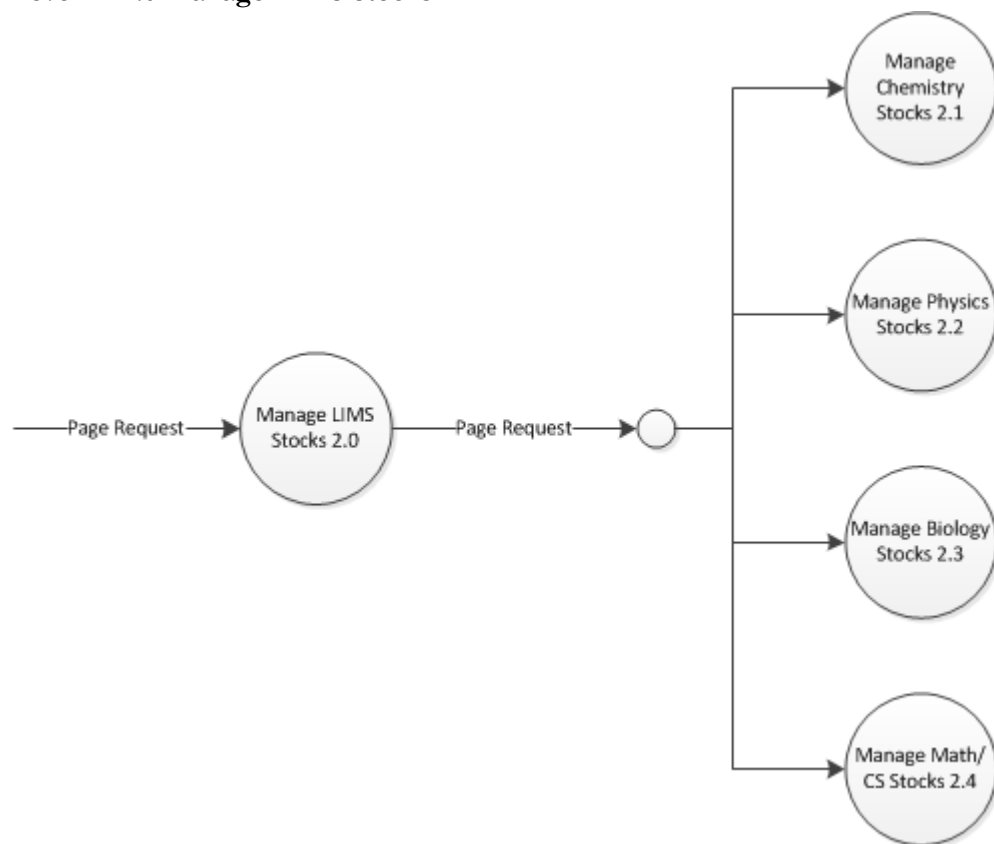 Manage
Chemistry
Stocks 2.1
Manage Physics
Stocks 2.2
Page Request
Manage LIMS
Stocks 2.0
Page Request
Manage Biology
Stocks 2.3
Manage Math/
CS Stocks 2.4